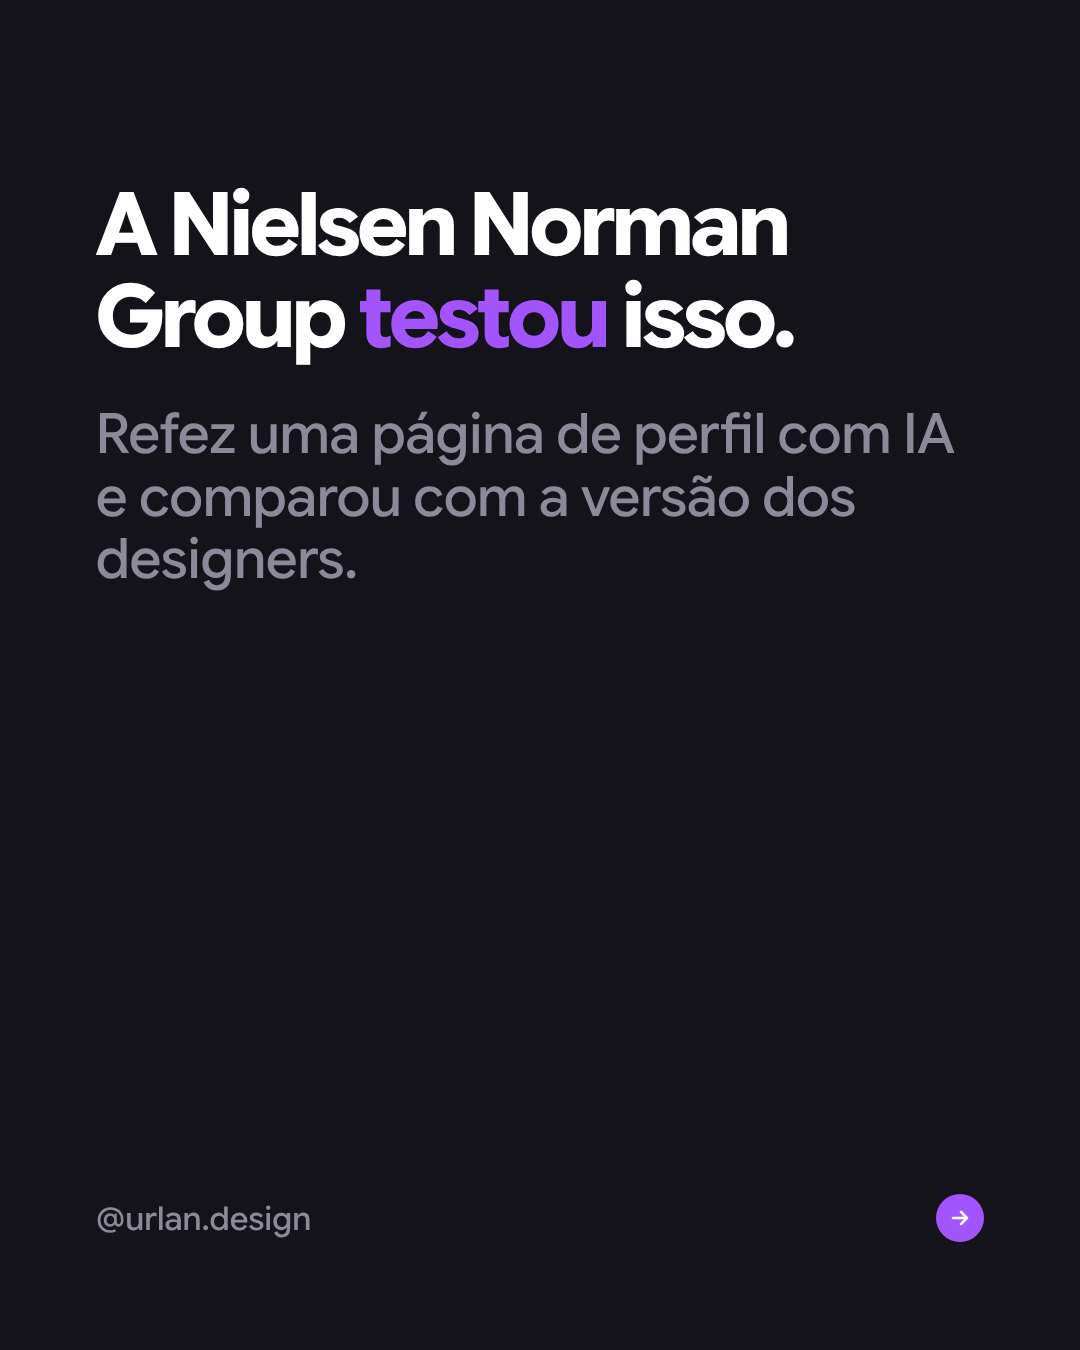 A Nielsen Norman
Group testou isso.
Refez uma página de perfil com IA
e comparou com a versão dos
designers.
@urlan.design